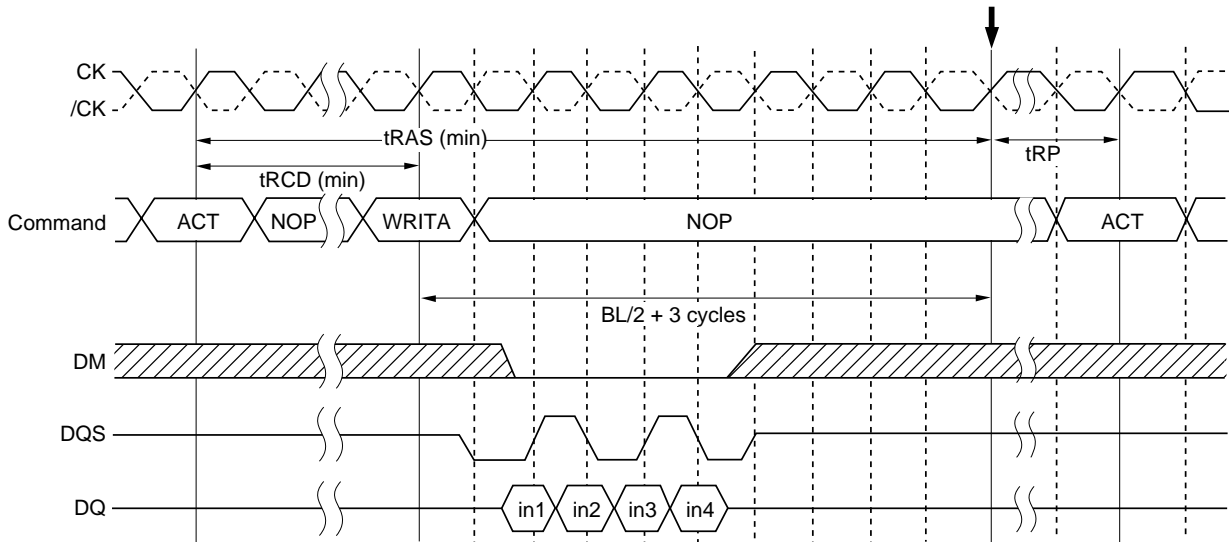 CK
/CK
tRAS (min)
tRP
tRCD (min)
Command ACT NOP WRITA NOP ACT
BL/2 + 3 cycles
DM
DQS
DQ in1 in2 in3 in4